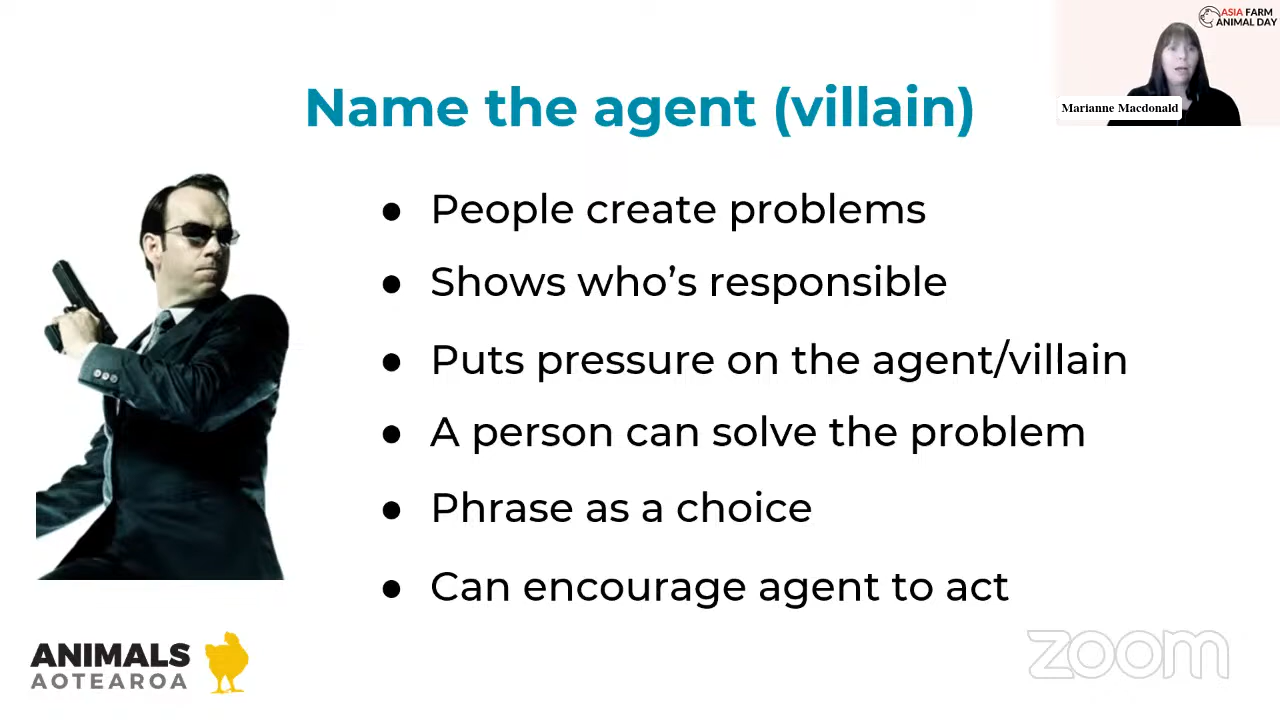 ASIA FARM
ANIMAL DAY
Marianne Macdonald
Name the agent (villain)
● People create problems
● Shows who’s responsible
● Puts pressure on the agent/villain
● A person can solve the problem
● Phrase as a choice
● Can encourage agent to act
ANIMALS
AOTEAROA
zoom